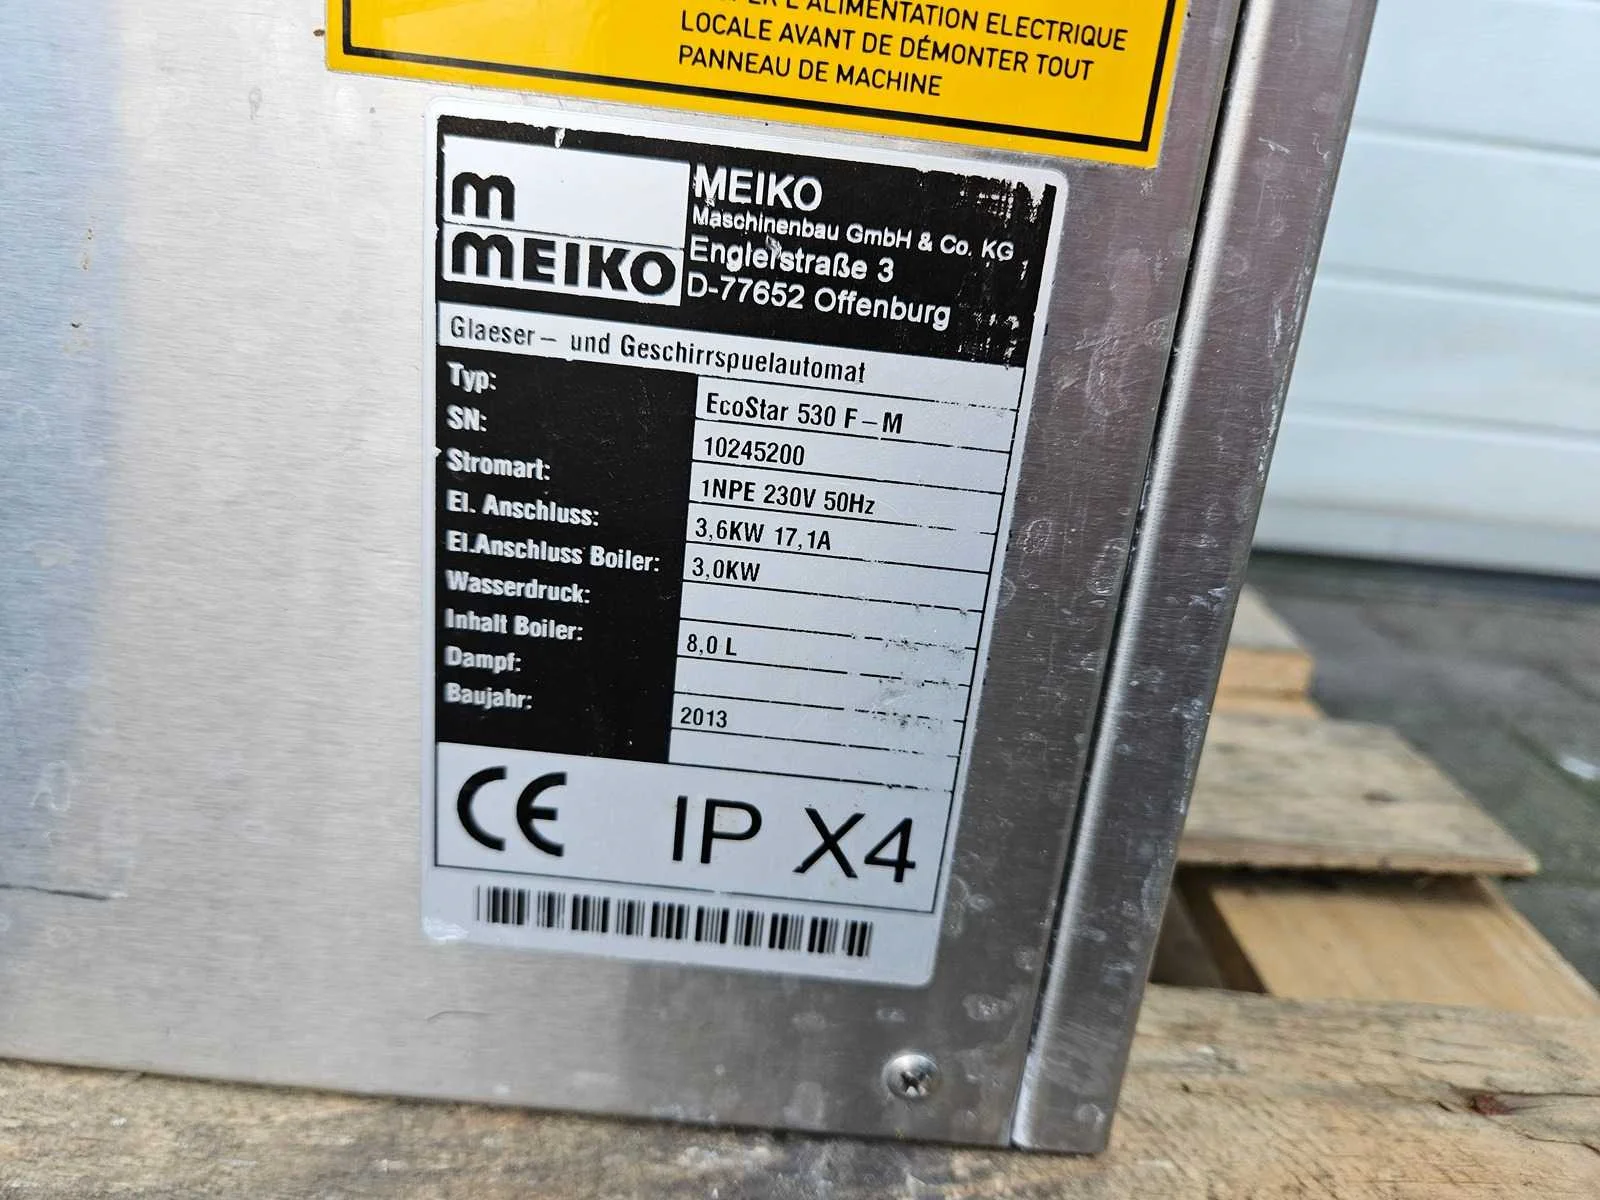 L'ALIMENTATION ELECTRIQUE
LOCALE AVANT DE DÉMONTER TOUT
PANNEAU DE MACHINE
m
MEIKO
MEIKO
Maschinenbau GmbH & Co. KG
Englerstraße 3
D-77652 Offenburg
Glaeser – und Geschirrspuelautomat
Typ: EcoStar 530 F – M
SN: 10245200
Stromart: 1NPE 230V 50Hz
El. Anschluss: 3,6KW 17,1A
El.Anschluss Boiler: 3,0KW
Wasserdruck:
Inhalt Boiler: 8,0 L
Dampf:
Baujahr: 2013
CE IP X4